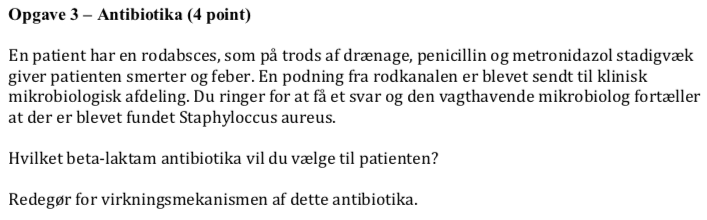 Opgave 3 – Antibiotika (4 point)
En patient har en rodabsces, som på trods af drænage, penicillin og metronidazol stadigvæk
giver patienten smerter og feber. En podning fra rodkanalen er blevet sendt til klinisk
mikrobiologisk afdeling. Du ringer for at få et svar og den vagthavende mikrobiolog fortæller
at der er blevet fundet Staphyloccus aureus.
Hvilket beta-laktam antibiotika vil du vælge til patienten?
Redegør for virkningsmekanismen af dette antibiotika.